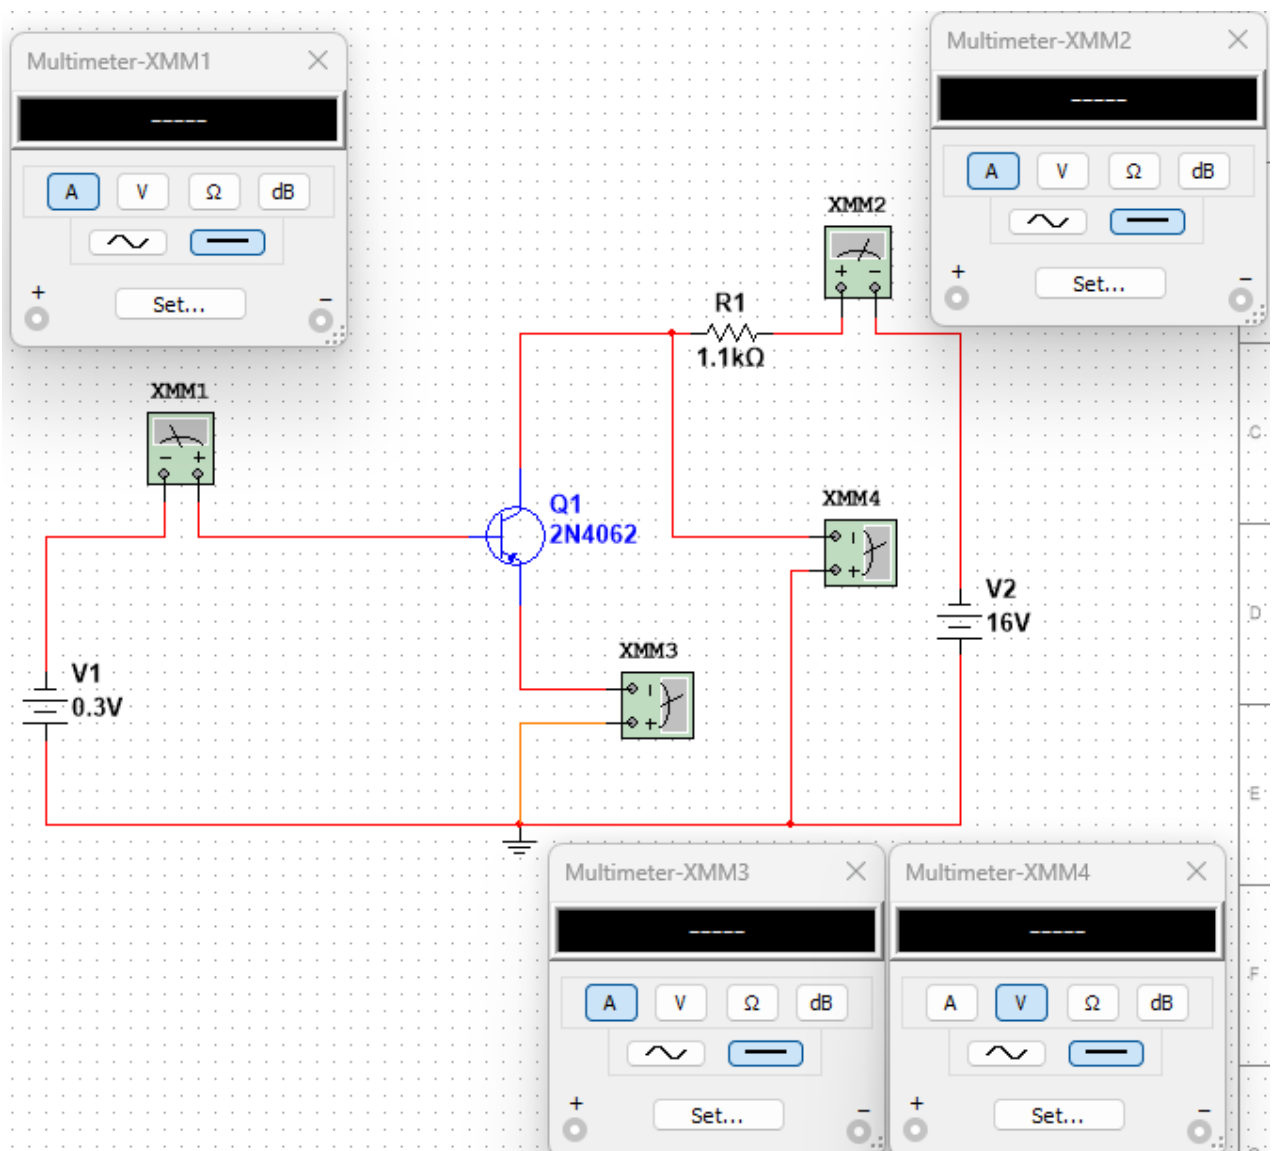 Multimeter-XMM1
-----
A V Ω dB
+ Set... −
Multimeter-XMM2
-----
A V Ω dB
+ Set... −
XMM2
+ −
R1
1.1kΩ
XMM1
− +
C
Q1
2N4062
XMM4
−
+
V2
16V
D
XMM3
−
+
V1
0.3V
E
Multimeter-XMM3
-----
A V Ω dB
+ Set... −
Multimeter-XMM4
-----
A V Ω dB
+ Set... −
F